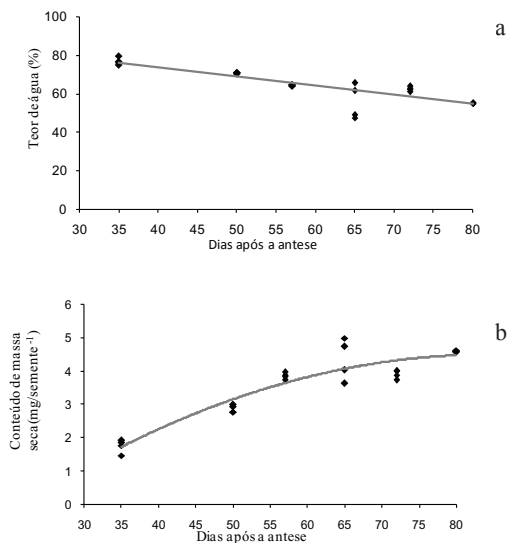 a
100
80
60
40
20
0
Teor de água (%)
30 35 40 45 50 55 60 65 70 75 80
Dias após a antese
b
6
5
4
3
2
1
0
Conteúdo de massa
seca(mg/semente⁻¹)
30 35 40 45 50 55 60 65 70 75 80
Dias após a antese